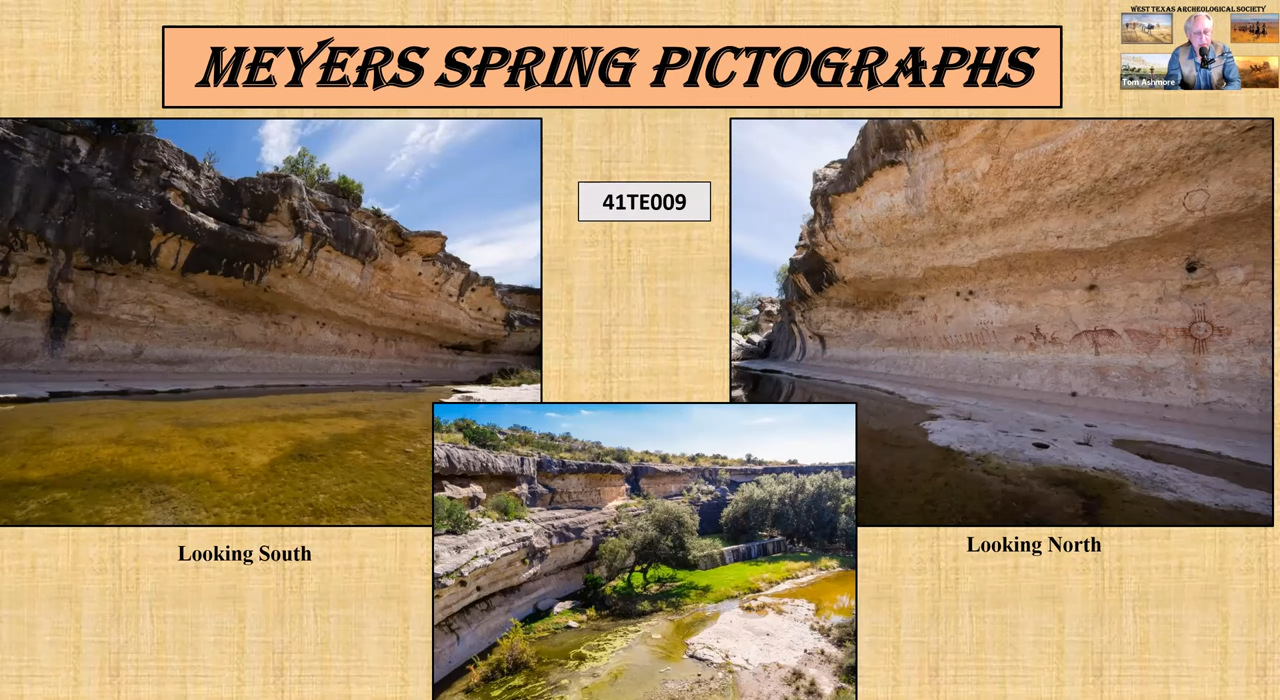 WEST TEXAS ARCHEOLOGICAL SOCIETY
MEYERS SPRING PICTOGRAPHS
Tom Ashmore
41TE009
Looking South
Looking North